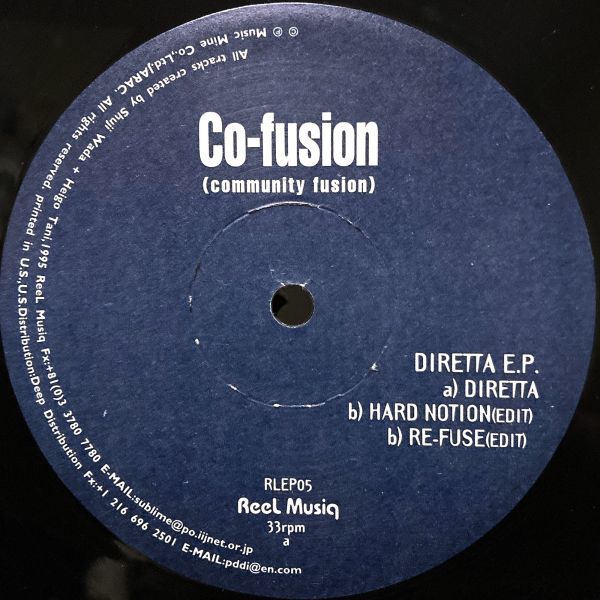 Co-fusion
(community fusion)
DIRETTA E.P.
a) DIRETTA
b) HARD NOTION(EDIT)
b) RE-FUSE(EDIT)
RLEP05
ReeL Musiq
33rpm
a
All tracks created by Shuji Wada + Heigo Tani,1995 ReeL Musiq Fx:+81(0)3 3780 7780 E-MAIL:sublime@po.iijnet.or.jp
© ℗ Music Mine Co.,Ltd.JARAC. All rights reserved. printed in U.S.,U.S.Distribution:Deep Distribution Fx:+1 216 696 2501 E-MAIL:pddi@en.com